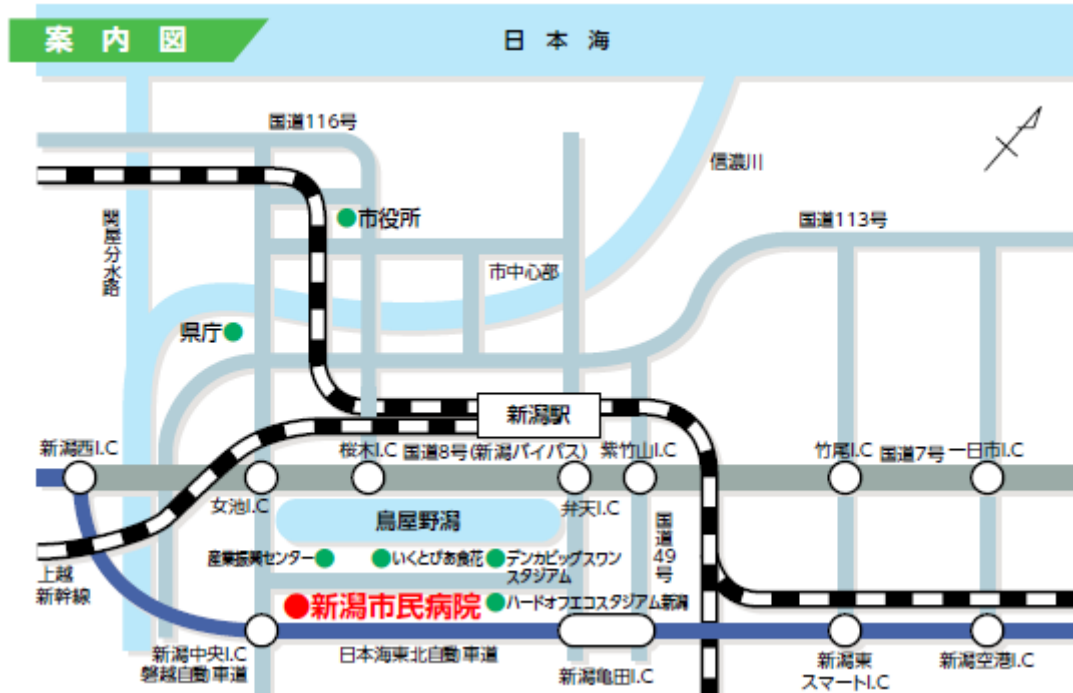 案内図
日本海
国道116号
信濃川
関屋分水路
市役所
国道113号
市中心部
県庁
新潟駅
新潟西I.C
桜木I.C
国道8号(新潟バイパス)
紫竹山I.C
竹尾I.C
国道7号
一日市I.C
女池I.C
鳥屋野潟
弁天I.C
国道49号
産業振興センター
いくとぴあ食花
デンカビッグスワン
スタジアム
上越
新幹線
新潟市民病院
ハードオフエコスタジアム新潟
新潟中央I.C
磐越自動車道
日本海東北自動車道
新潟亀田I.C
新潟東
スマートI.C
新潟空港I.C